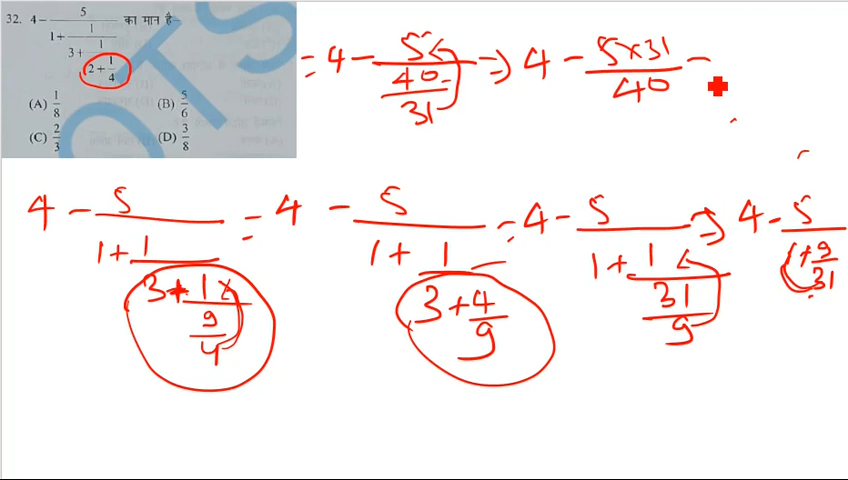 32. 4 - 5/(1 + 1/(3 + 1/(2 + 1/4))) का मान है
(A) 1/8 (B) 5/6
(C) 2/3 (D) 3/8
= 4 - 5/(40/31) => 4 - 5×31/40 =
4 - 5/(1 + 1/(3 + 1/(9/4))) = 4 - 5/(1 + 1/(3 + 4/9)) = 4 - 5/(1 + 1/(31/9)) => 4 - 5/(1 + 9/31)